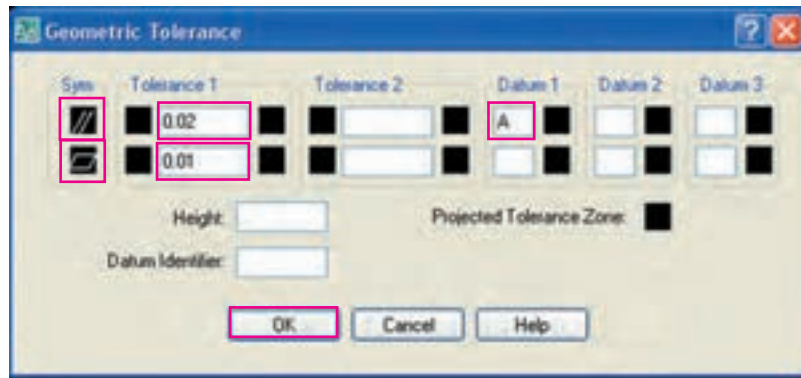 Geometric Tolerance
Sym Tolerance 1 Tolerance 2 Datum 1 Datum 2 Datum 3
0.02 A
0.01
Height:
Projected Tolerance Zone:
Datum Identifier:
OK Cancel Help